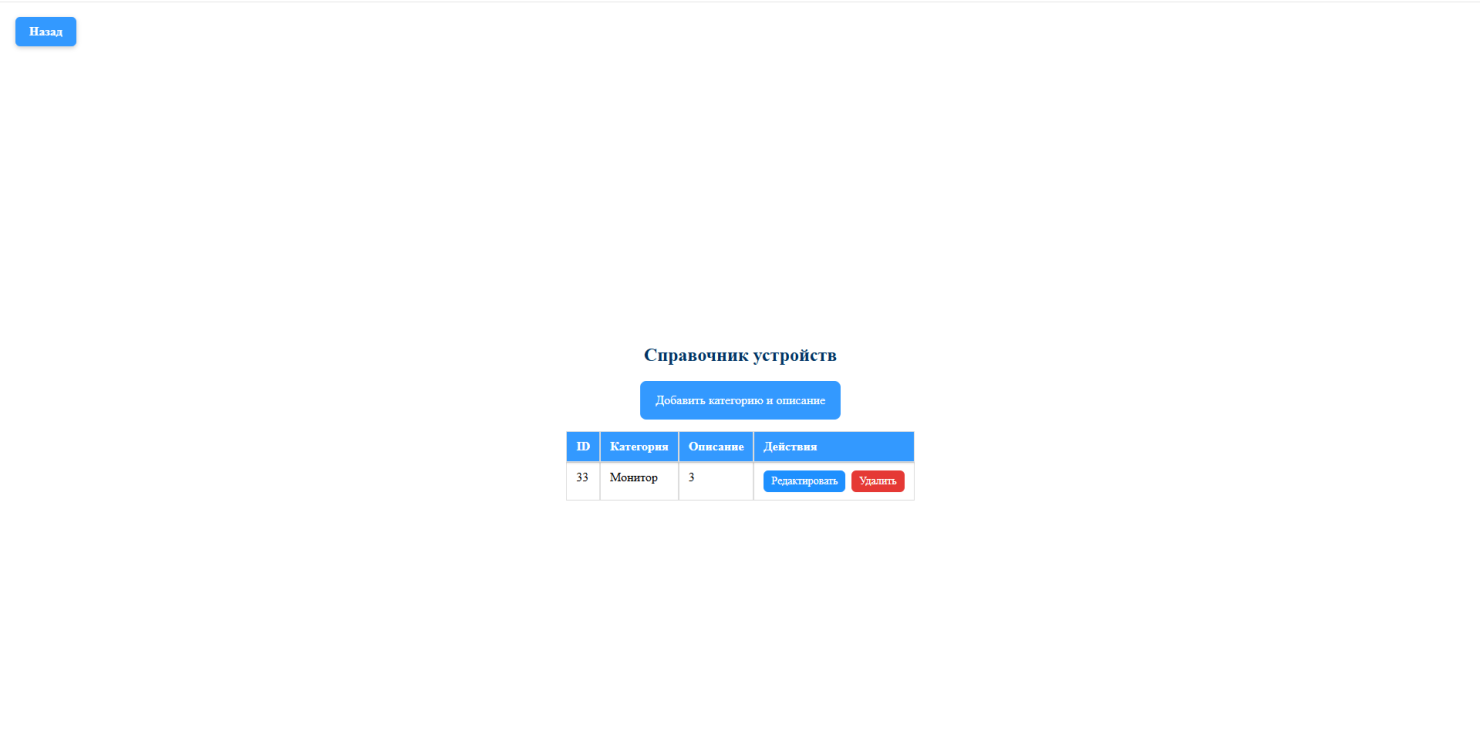 Назад
Справочник устройств
Добавить категорию и описание
ID Категория Описание Действия
33 Монитор 3 Редактировать Удалить